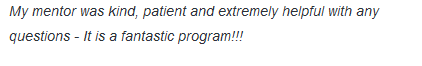 My mentor was kind, patient and extremely helpful with any
questions - It is a fantastic program!!!